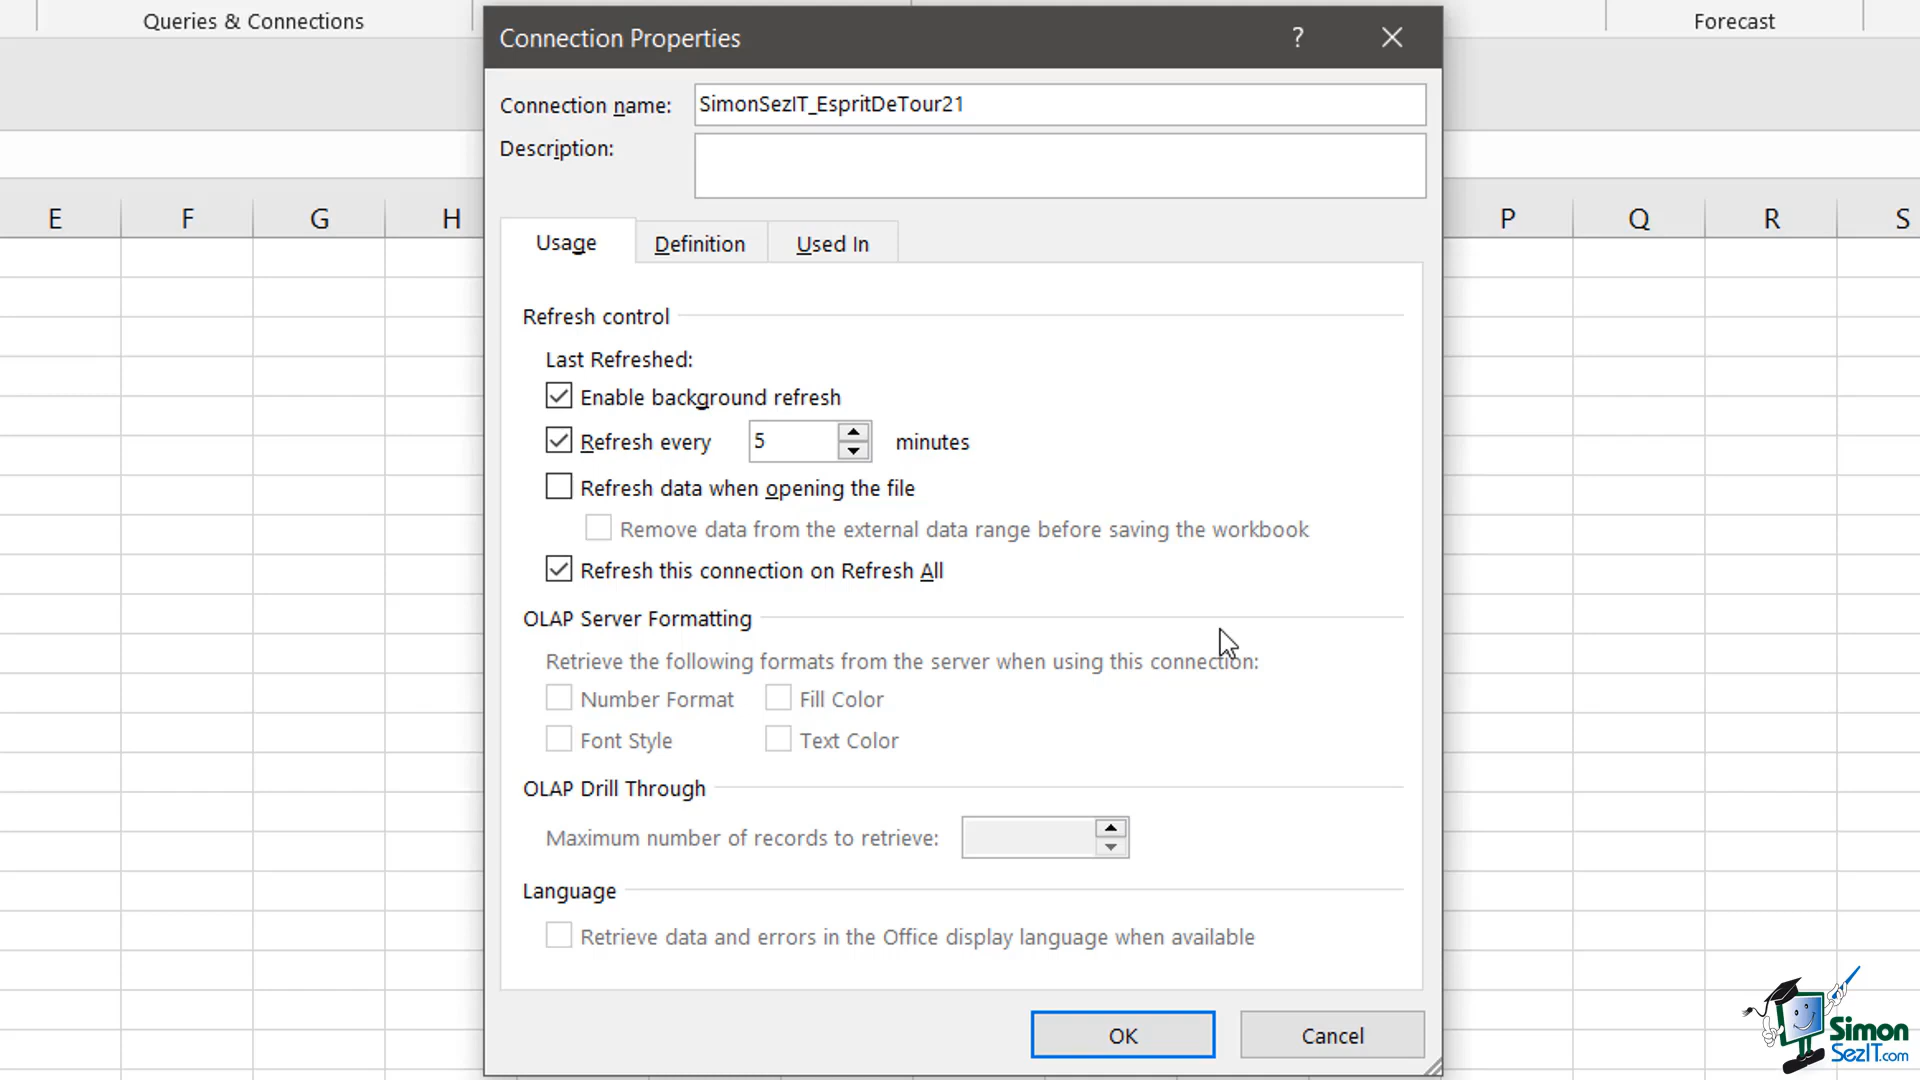 Queries & Connections
Forecast
Connection Properties
?
Connection name: SimonSezIT_EspritDeTour21
Description:
E F G H P Q R S
Usage Definition Used In
Refresh control
Last Refreshed:
Enable background refresh
Refresh every 5 minutes
Refresh data when opening the file
Remove data from the external data range before saving the workbook
Refresh this connection on Refresh All
OLAP Server Formatting
Retrieve the following formats from the server when using this connection:
Number Format Fill Color
Font Style Text Color
OLAP Drill Through
Maximum number of records to retrieve:
Language
Retrieve data and errors in the Office display language when available
OK Cancel
Simon
SezIT.com